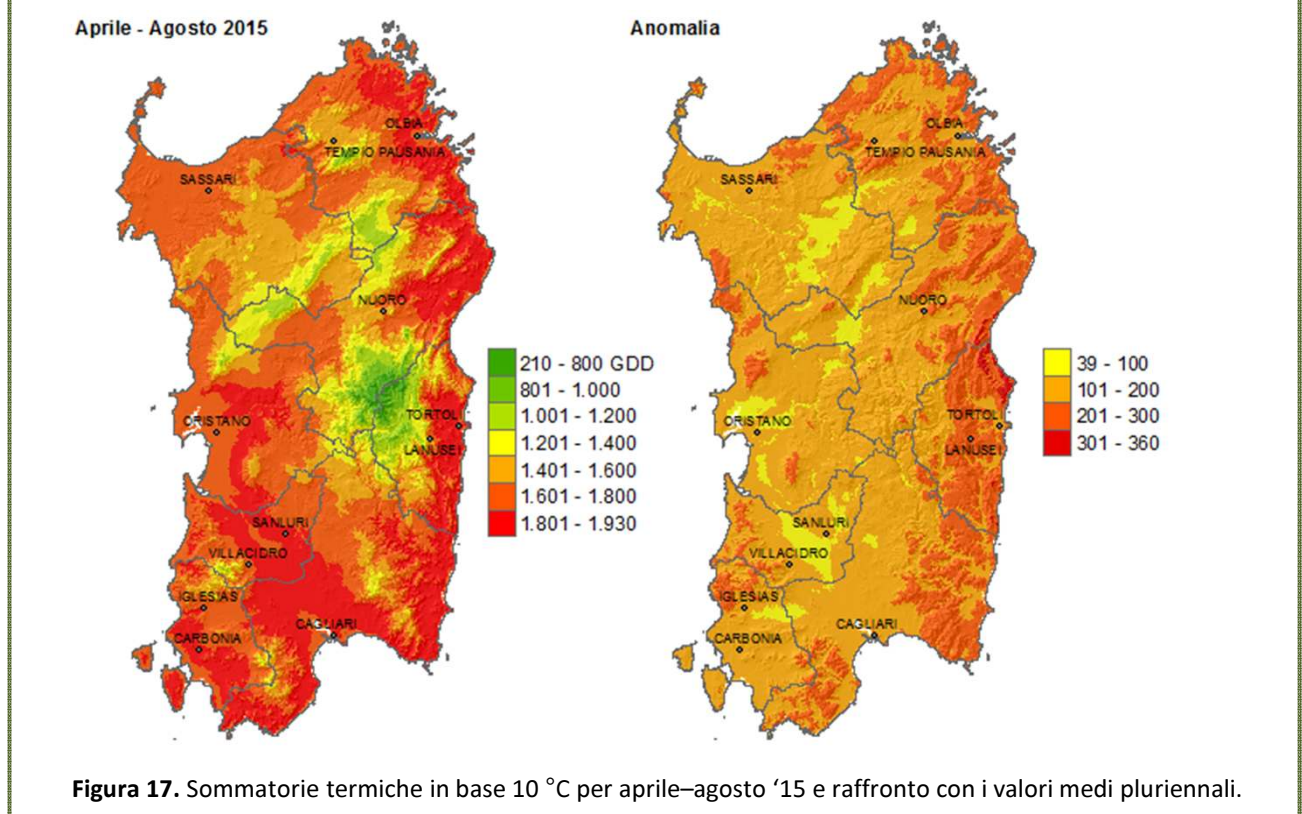 Aprile - Agosto 2015
OLBIA
TEMPIO PAUSANIA
SASSARI
NUORO
ORISTANO
TORTOLI
LANUSEI
SANLURI
VILLACIDRO
IGLESIAS
CARBONIA
CAGLIARI
210 - 800 GDD
801 - 1.000
1.001 - 1.200
1.201 - 1.400
1.401 - 1.600
1.601 - 1.800
1.801 - 1.930
Anomalia
OLBIA
TEMPIO PAUSANIA
SASSARI
NUORO
ORISTANO
TORTOLI
LANUSEI
SANLURI
VILLACIDRO
IGLESIAS
CARBONIA
CAGLIARI
39 - 100
101 - 200
201 - 300
301 - 360
Figura 17. Sommatorie termiche in base 10 °C per aprile–agosto ‘15 e raffronto con i valori medi pluriennali.